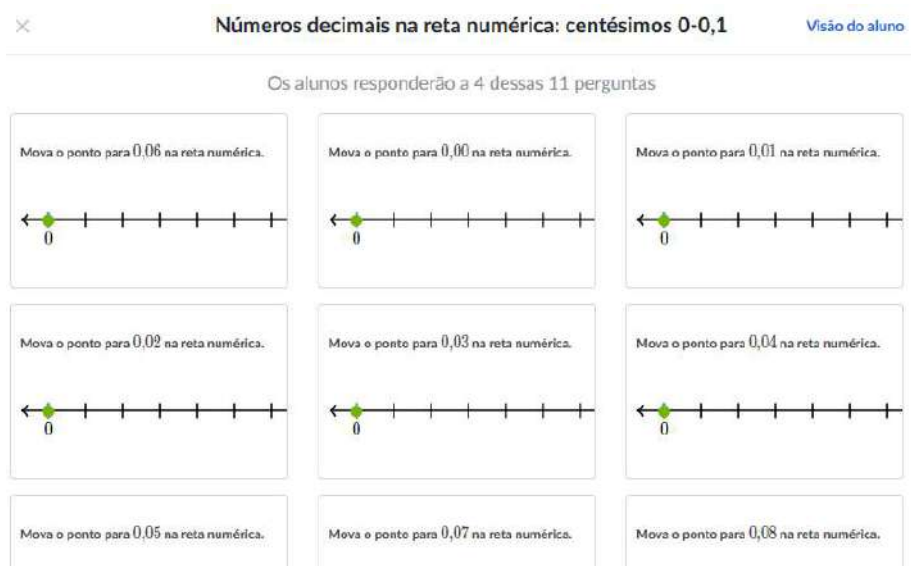 ×
Números decimais na reta numérica: centésimos 0-0,1
Visão do aluno
Os alunos responderão a 4 dessas 11 perguntas
Mova o ponto para 0,06 na reta numérica.
0
Mova o ponto para 0,00 na reta numérica.
0
Mova o ponto para 0,01 na reta numérica.
0
Mova o ponto para 0,02 na reta numérica.
0
Mova o ponto para 0,03 na reta numérica.
0
Mova o ponto para 0,04 na reta numérica.
0
Mova o ponto para 0,05 na reta numérica.
Mova o ponto para 0,07 na reta numérica.
Mova o ponto para 0,08 na reta numérica.